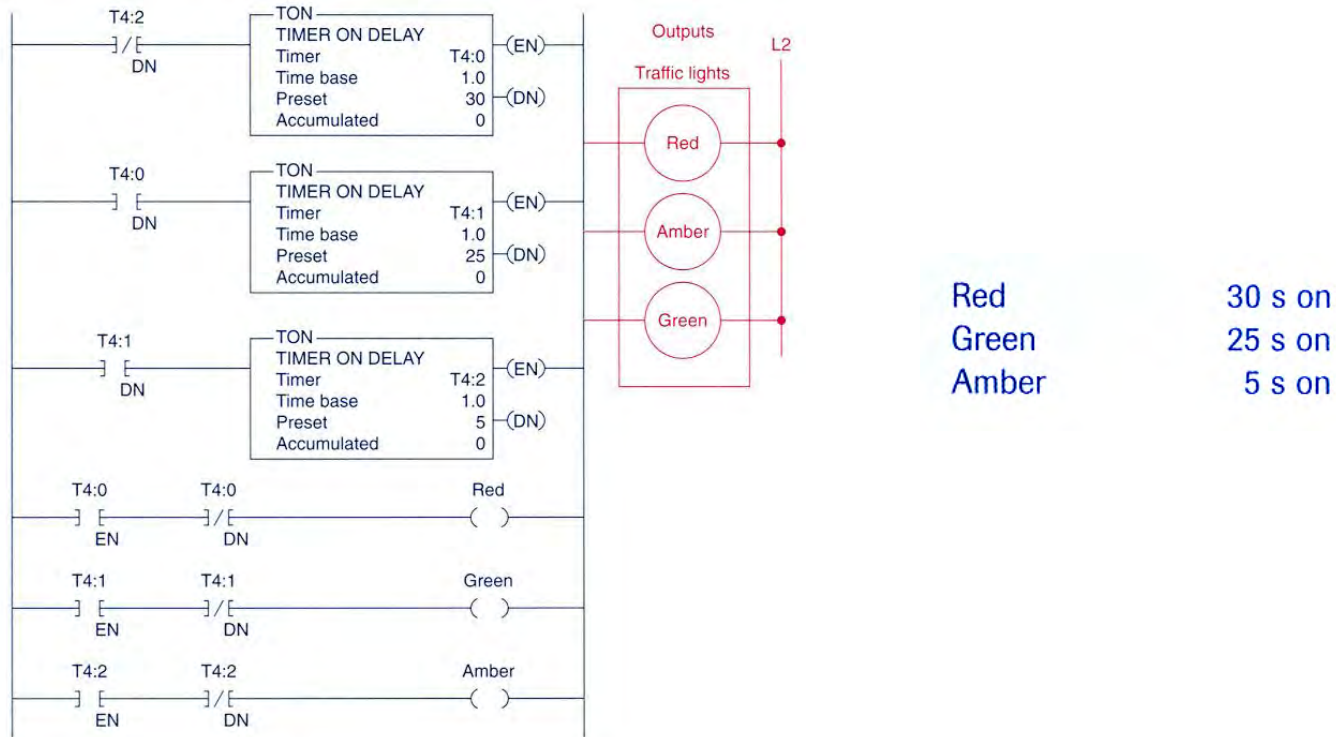 T4:2
DN
TON
TIMER ON DELAY
Timer T4:0
Time base 1.0
Preset 30
Accumulated 0
(EN)
(DN)
T4:0
DN
TON
TIMER ON DELAY
Timer T4:1
Time base 1.0
Preset 25
Accumulated 0
(EN)
(DN)
T4:1
DN
TON
TIMER ON DELAY
Timer T4:2
Time base 1.0
Preset 5
Accumulated 0
(EN)
(DN)
T4:0 T4:0 Red
EN DN
T4:1 T4:1 Green
EN DN
T4:2 T4:2 Amber
EN DN
Outputs
L2
Traffic lights
Red
Amber
Green
Red 30 s on
Green 25 s on
Amber 5 s on